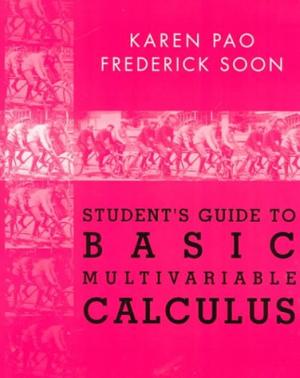 KAREN PAO
FREDERICK SOON
STUDENT'S GUIDE TO
BASIC
MULTIVARIABLE
CALCULUS